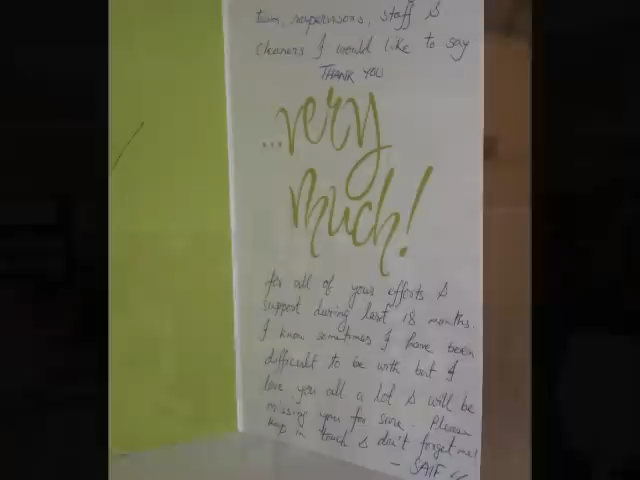 team, supervisors, staff &
cleaners I would like to say
THANK YOU
...very
much!
for all of your efforts &
support during last 18 months.
I know sometimes I have been
difficult to be with but I
love you all a lot & will be
missing you for sure. Please
keep in touch & don't forget me!
- SAIF